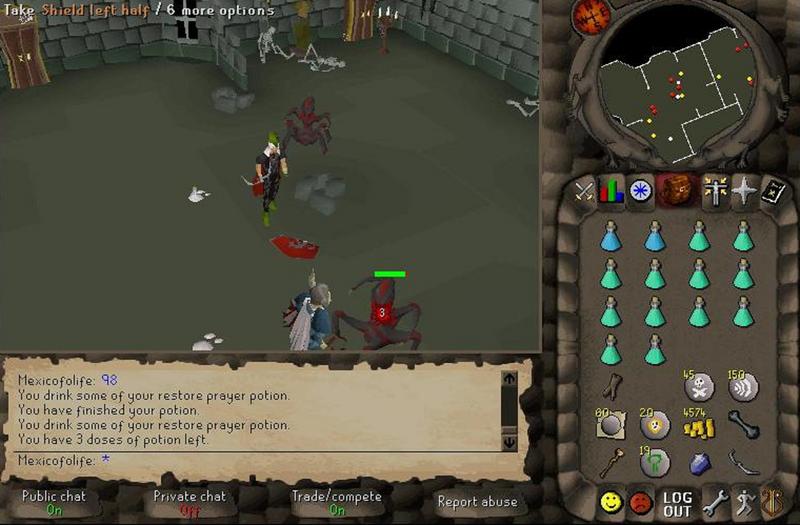 Take Shield left half / 6 more options
3
Mexicofolife: 98
You drink some of your restore prayer potion.
You have finished your potion.
You drink some of your restore prayer potion.
You have 3 doses of potion left.
Mexicofolife: *
45 150
60 20 4574
19
Public chat
On
Private chat
Off
Trade/compete
On
Report abuse
LOG
OUT